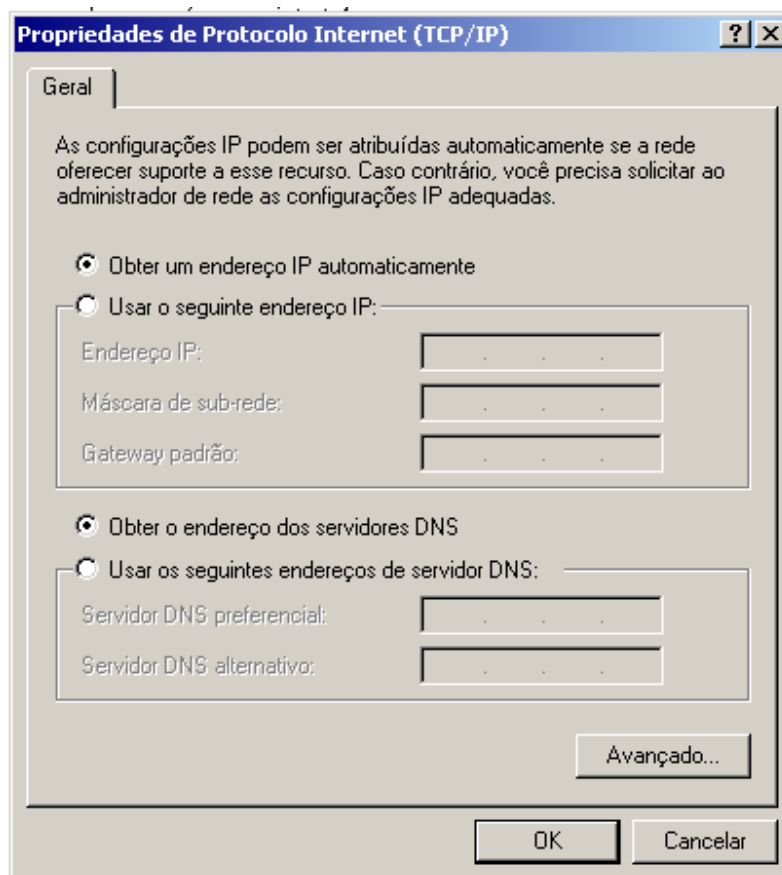 Propriedades de Protocolo Internet (TCP/IP)
Geral
As configurações IP podem ser atribuídas automaticamente se a rede
oferecer suporte a esse recurso. Caso contrário, você precisa solicitar ao
administrador de rede as configurações IP adequadas.
Obter um endereço IP automaticamente
Usar o seguinte endereço IP:
Endereço IP:
Máscara de sub-rede:
Gateway padrão:
Obter o endereço dos servidores DNS
Usar os seguintes endereços de servidor DNS:
Servidor DNS preferencial:
Servidor DNS alternativo:
Avançado...
OK
Cancelar